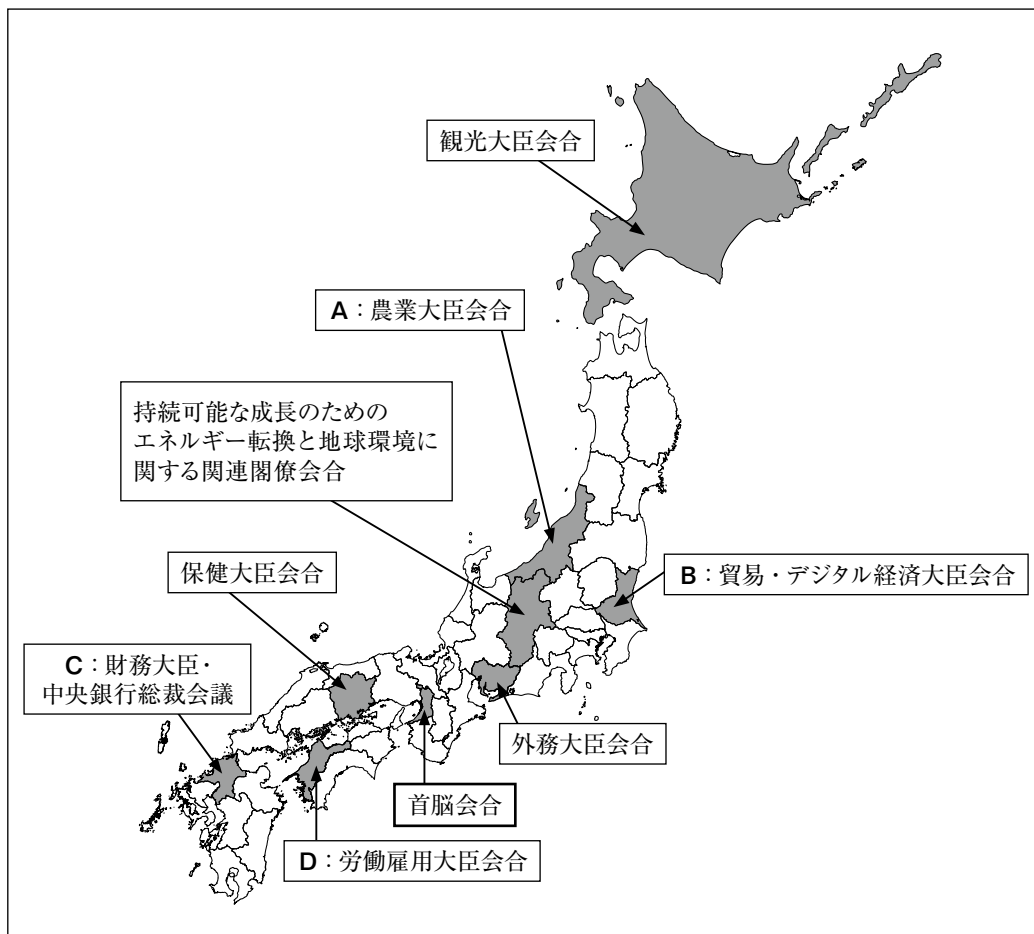 観光大臣会合
A：農業大臣会合
持続可能な成長のための
エネルギー転換と地球環境に
関する関連閣僚会合
保健大臣会合
B：貿易・デジタル経済大臣会合
C：財務大臣・
中央銀行総裁会議
外務大臣会合
首脳会合
D：労働雇用大臣会合